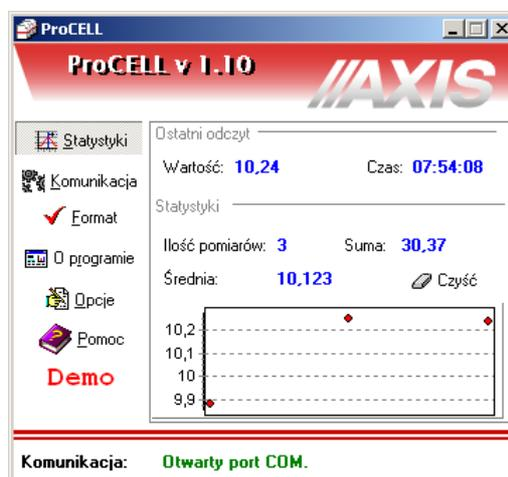 ProCELL
ProCELL v 1.10
AXIS
Statystyki
Komunikacja
Format
O programie
Opcje
Pomoc
Demo
Ostatni odczyt
Wartość: 10,24 Czas: 07:54:08
Statystyki
Ilość pomiarów: 3 Suma: 30,37
Średnia: 10,123 Czyść
10,2
10,1
10
9,9
Komunikacja: Otwarty port COM.